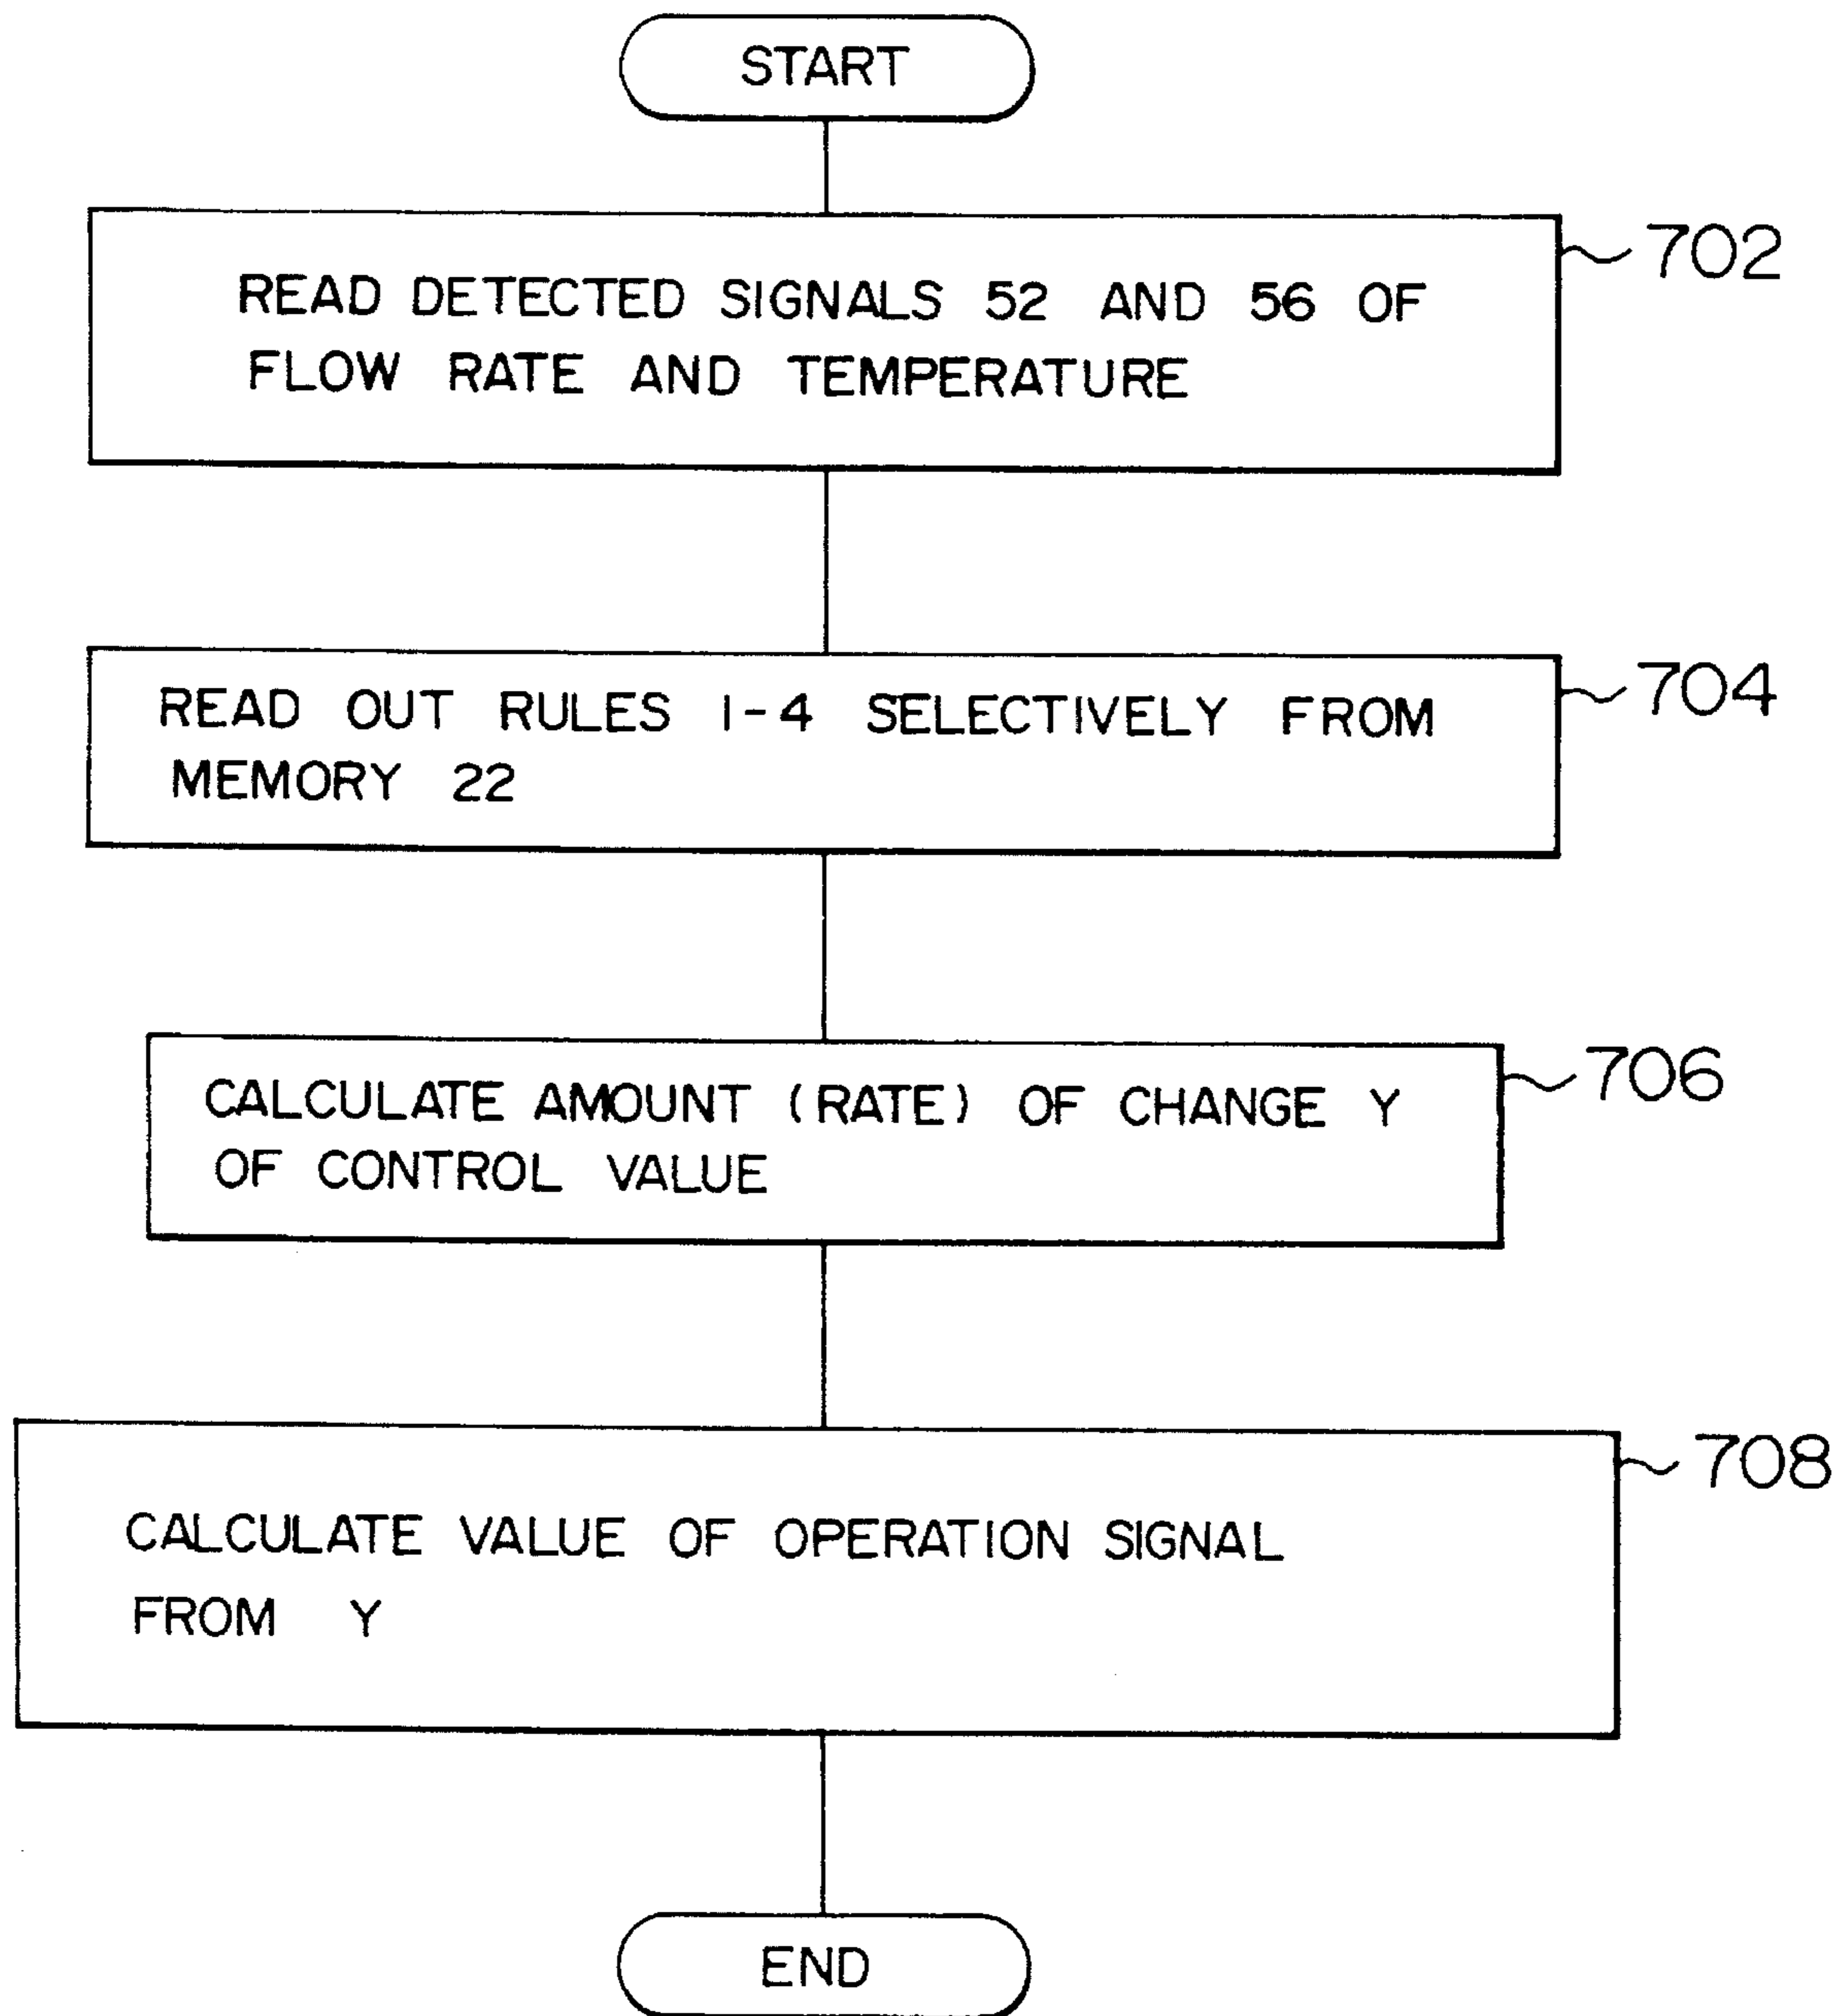 START
READ DETECTED SIGNALS 52 AND 56 OF
FLOW RATE AND TEMPERATURE
702
READ OUT RULES 1-4 SELECTIVELY FROM
MEMORY 22
704
CALCULATE AMOUNT (RATE) OF CHANGE Y
OF CONTROL VALUE
706
CALCULATE VALUE OF OPERATION SIGNAL
FROM Y
708
END